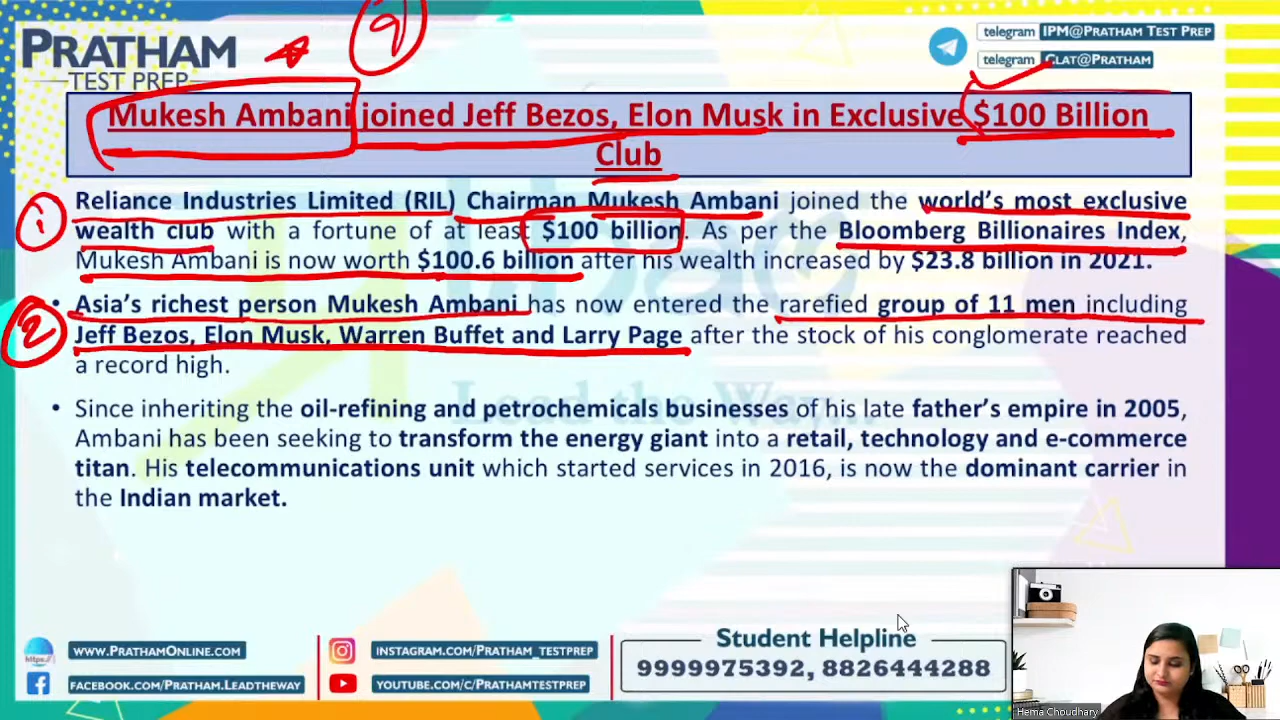 PRATHAM
TEST PREP
9
telegram IPM@PRATHAM TEST PREP
telegram CLAT@PRATHAM
Mukesh Ambani joined Jeff Bezos, Elon Musk in Exclusive $100 Billion
Club
1
Reliance Industries Limited (RIL) Chairman Mukesh Ambani joined the world's most exclusive
wealth club with a fortune of at least $100 billion. As per the Bloomberg Billionaires Index,
Mukesh Ambani is now worth $100.6 billion after his wealth increased by $23.8 billion in 2021.
2
• Asia's richest person Mukesh Ambani has now entered the rarefied group of 11 men including
Jeff Bezos, Elon Musk, Warren Buffet and Larry Page after the stock of his conglomerate reached
a record high.
• Since inheriting the oil-refining and petrochemicals businesses of his late father's empire in 2005,
Ambani has been seeking to transform the energy giant into a retail, technology and e-commerce
titan. His telecommunications unit which started services in 2016, is now the dominant carrier in
the Indian market.
Lead the Way...
https://
WWW.PRATHAMONLINE.COM
FACEBOOK.COM/PRATHAM.LEADTHEWAY
INSTAGRAM.COM/PRATHAM_TESTPREP
YOUTUBE.COM/C/PRATHAMTESTPREP
Student Helpline
9999975392, 8826444288
Hema Choudhary